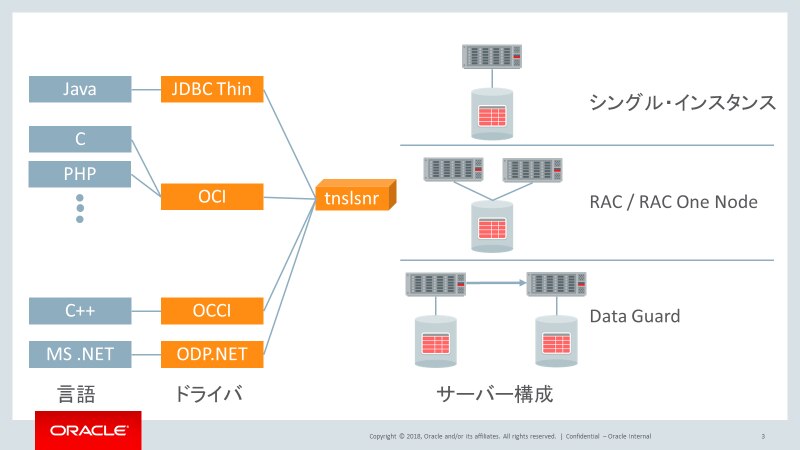 Java
JDBC Thin
C
PHP
OCI
tnslsnr
C++
OCCI
MS .NET
ODP.NET
シングル・インスタンス
RAC / RAC One Node
Data Guard
言語
ドライバ
サーバー構成
ORACLE
Copyright © 2018, Oracle and/or its affiliates. All rights reserved. | Confidential – Oracle Internal
3